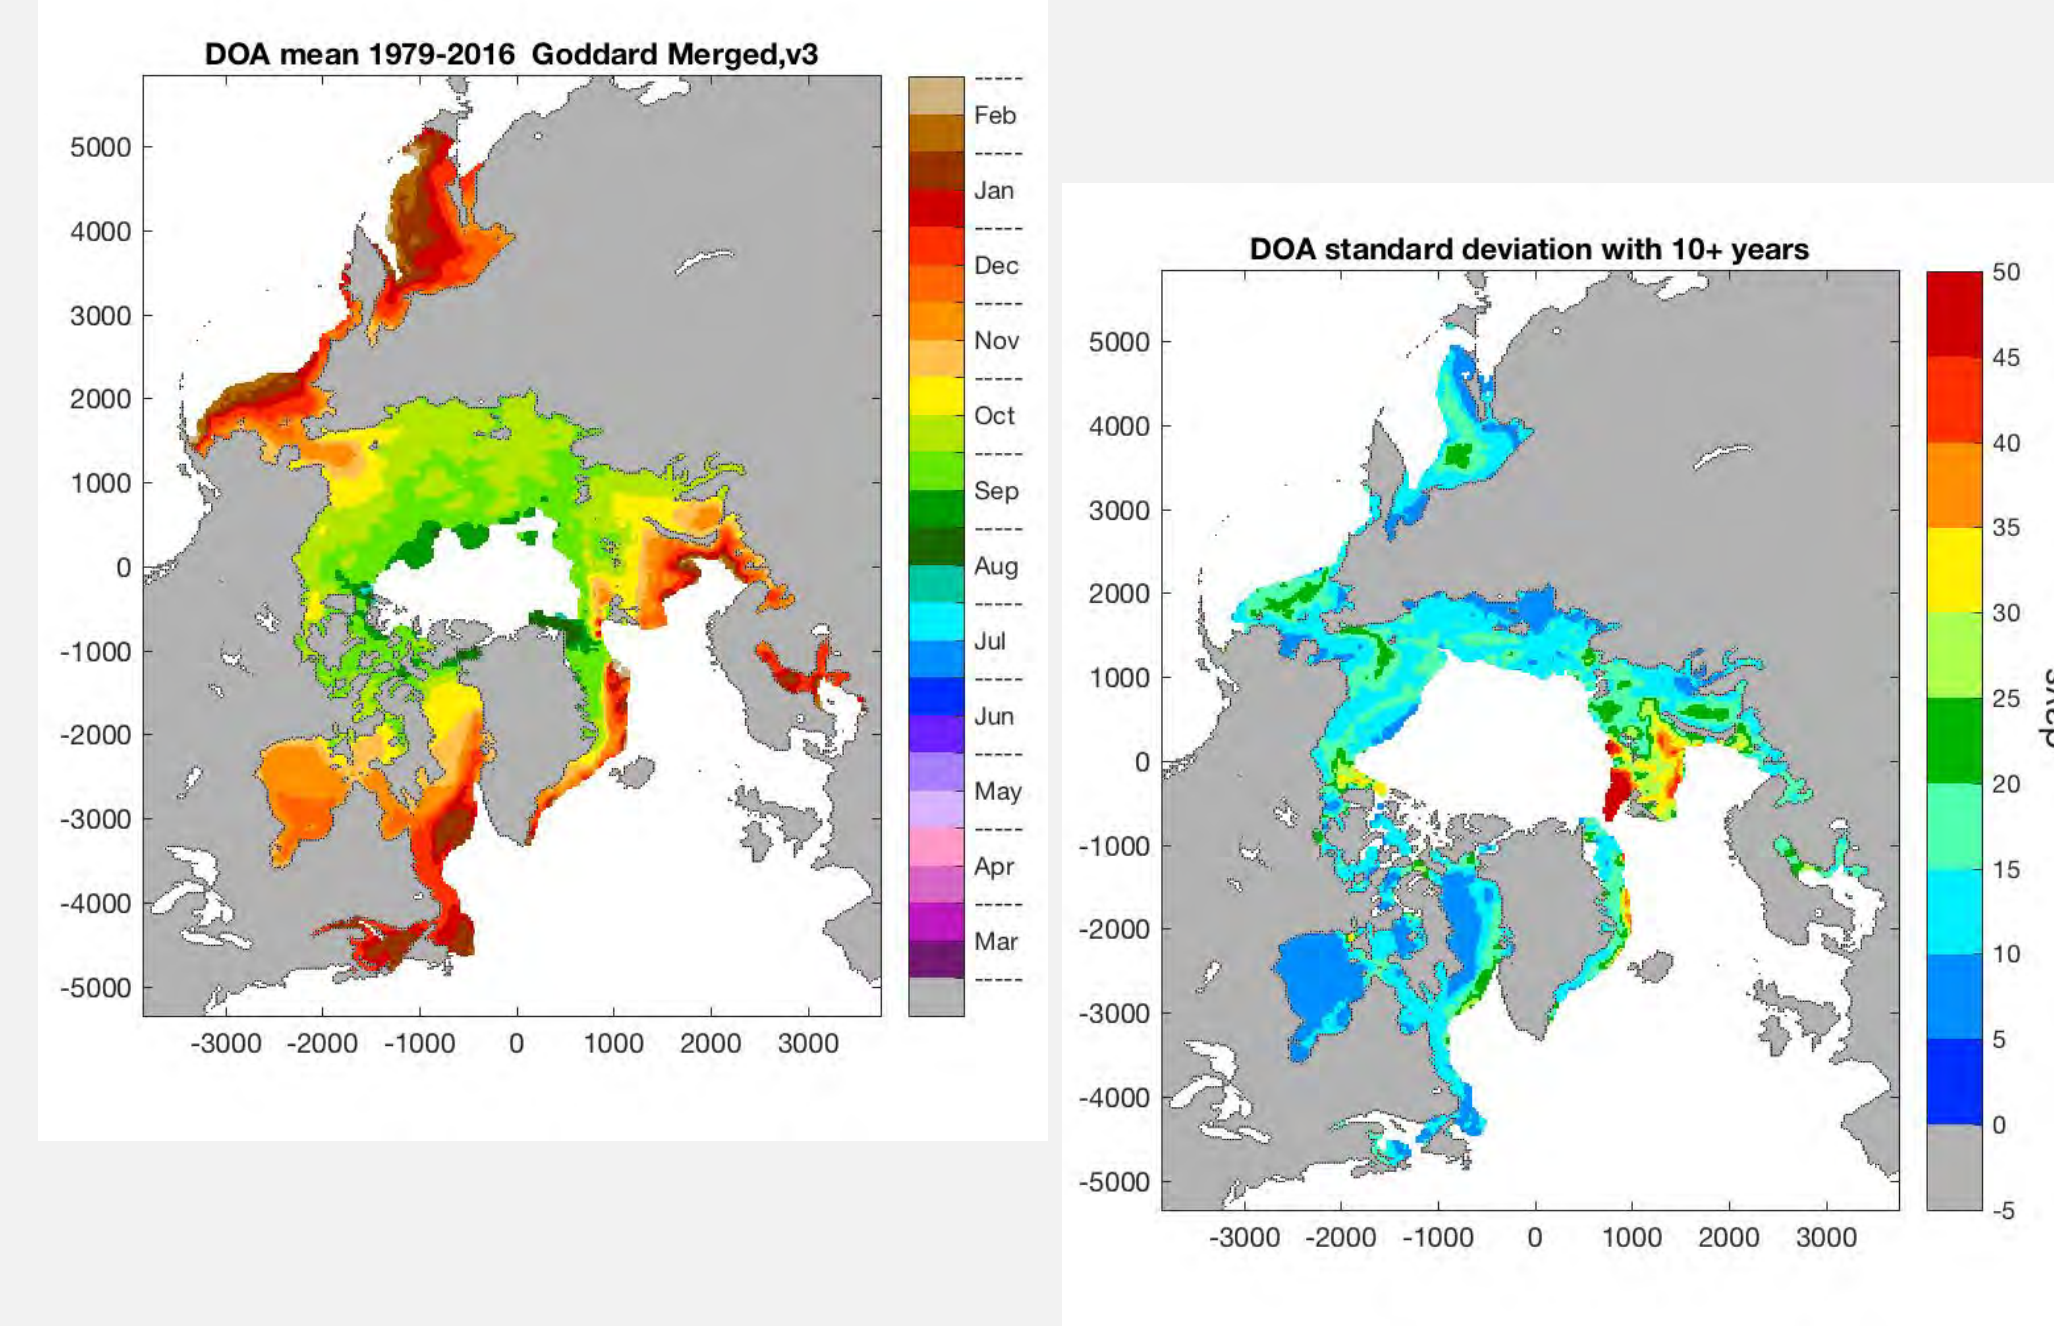 DOA mean 1979-2016 Goddard Merged,v3
5000
4000
3000
2000
1000
0
-1000
-2000
-3000
-4000
-5000
-3000 -2000 -1000 0 1000 2000 3000
-----
Feb
-----
Jan
-----
Dec
-----
Nov
-----
Oct
-----
Sep
-----
Aug
-----
Jul
-----
Jun
-----
May
-----
Apr
-----
Mar
-----
DOA standard deviation with 10+ years
5000
4000
3000
2000
1000
0
-1000
-2000
-3000
-4000
-5000
-3000 -2000 -1000 0 1000 2000 3000
50
45
40
35
30
25
20
15
10
5
0
-5
days